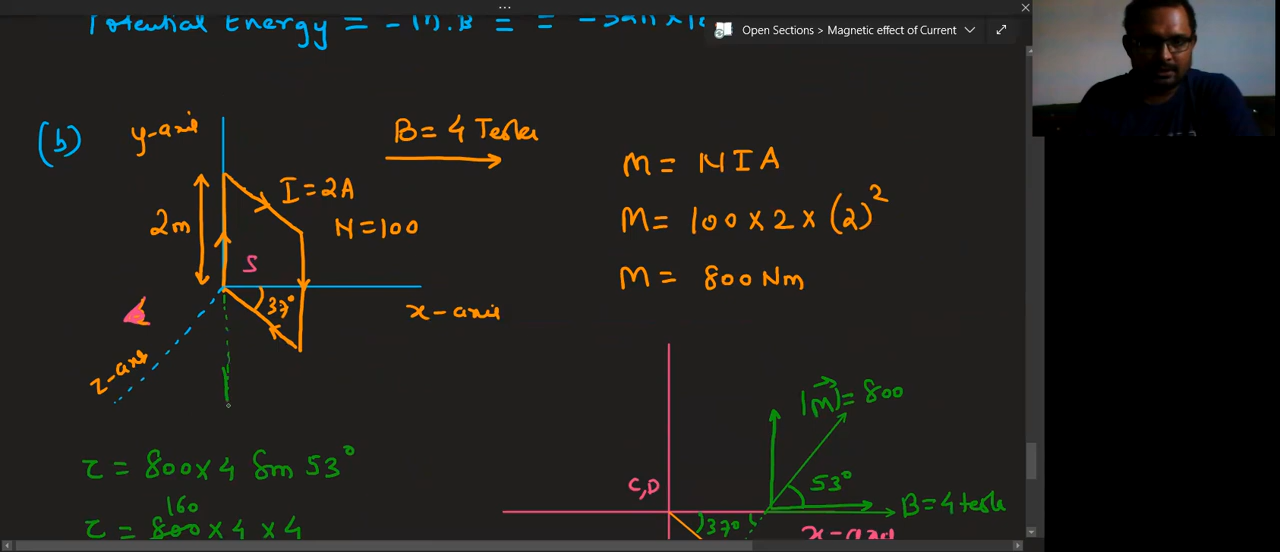 Potential Energy = - m. B = = - 32π ×
Open Sections > Magnetic effect of Current
(b)
y-axis
B = 4 Tesla
I = 2A
2m
N = 100
S
37°
x-axis
z-axis
M = NIA
M = 100 × 2 × (2)²
M = 800 Nm
|M⃗| = 800
53°
C,D
B = 4 tesla
37°
x-axis
τ = 800 × 4 Sin 53°
160
τ = 800 × 4 × 4